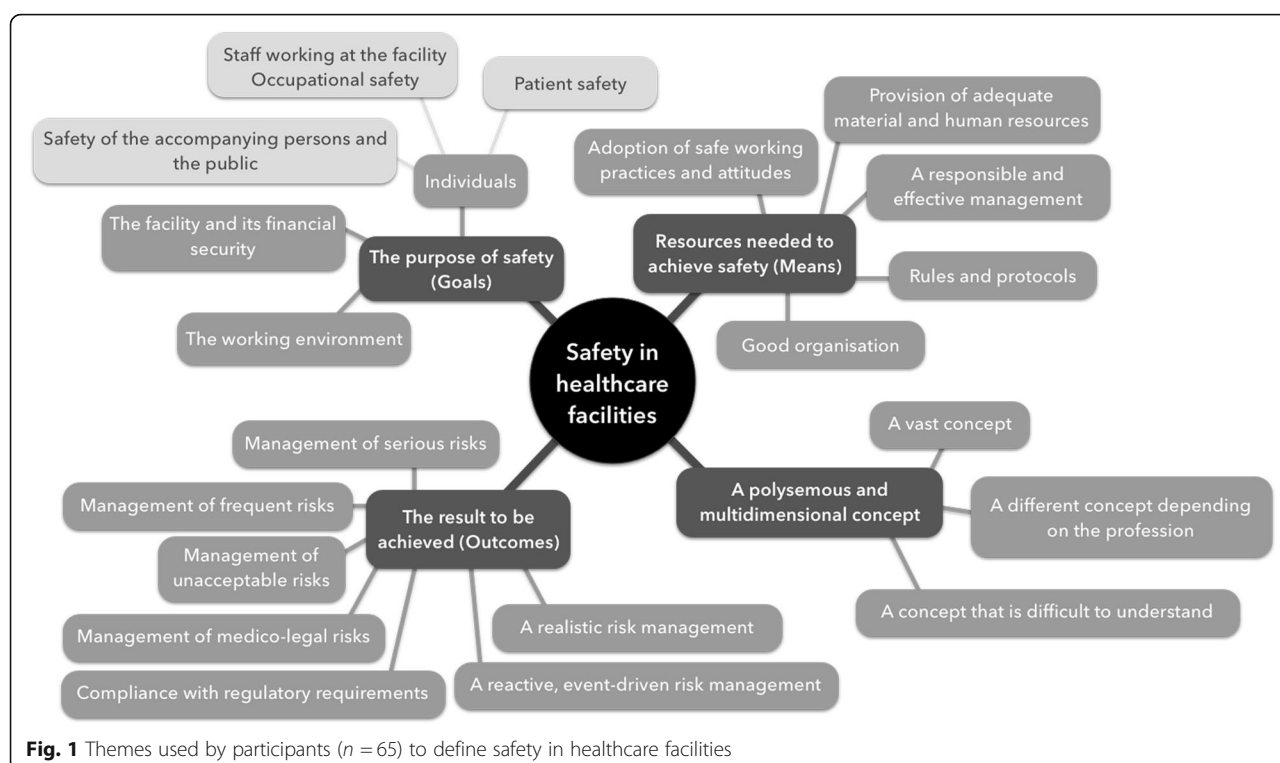 Staff working at the facility
Occupational safety
Patient safety
Safety of the accompanying persons and
the public
Individuals
The facility and its financial
security
The purpose of safety
(Goals)
The working environment
Provision of adequate
material and human resources
Adoption of safe working
practices and attitudes
A responsible and
effective management
Resources needed to
achieve safety (Means)
Rules and protocols
Good organisation
Safety in
healthcare
facilities
Management of serious risks
Management of frequent risks
The result to be
achieved (Outcomes)
Management of
unacceptable risks
Management of medico-legal risks
A realistic risk management
Compliance with regulatory requirements
A reactive, event-driven risk management
A vast concept
A polysemous and
multidimensional concept
A different concept depending
on the profession
A concept that is difficult to understand
Fig. 1 Themes used by participants (n = 65) to define safety in healthcare facilities